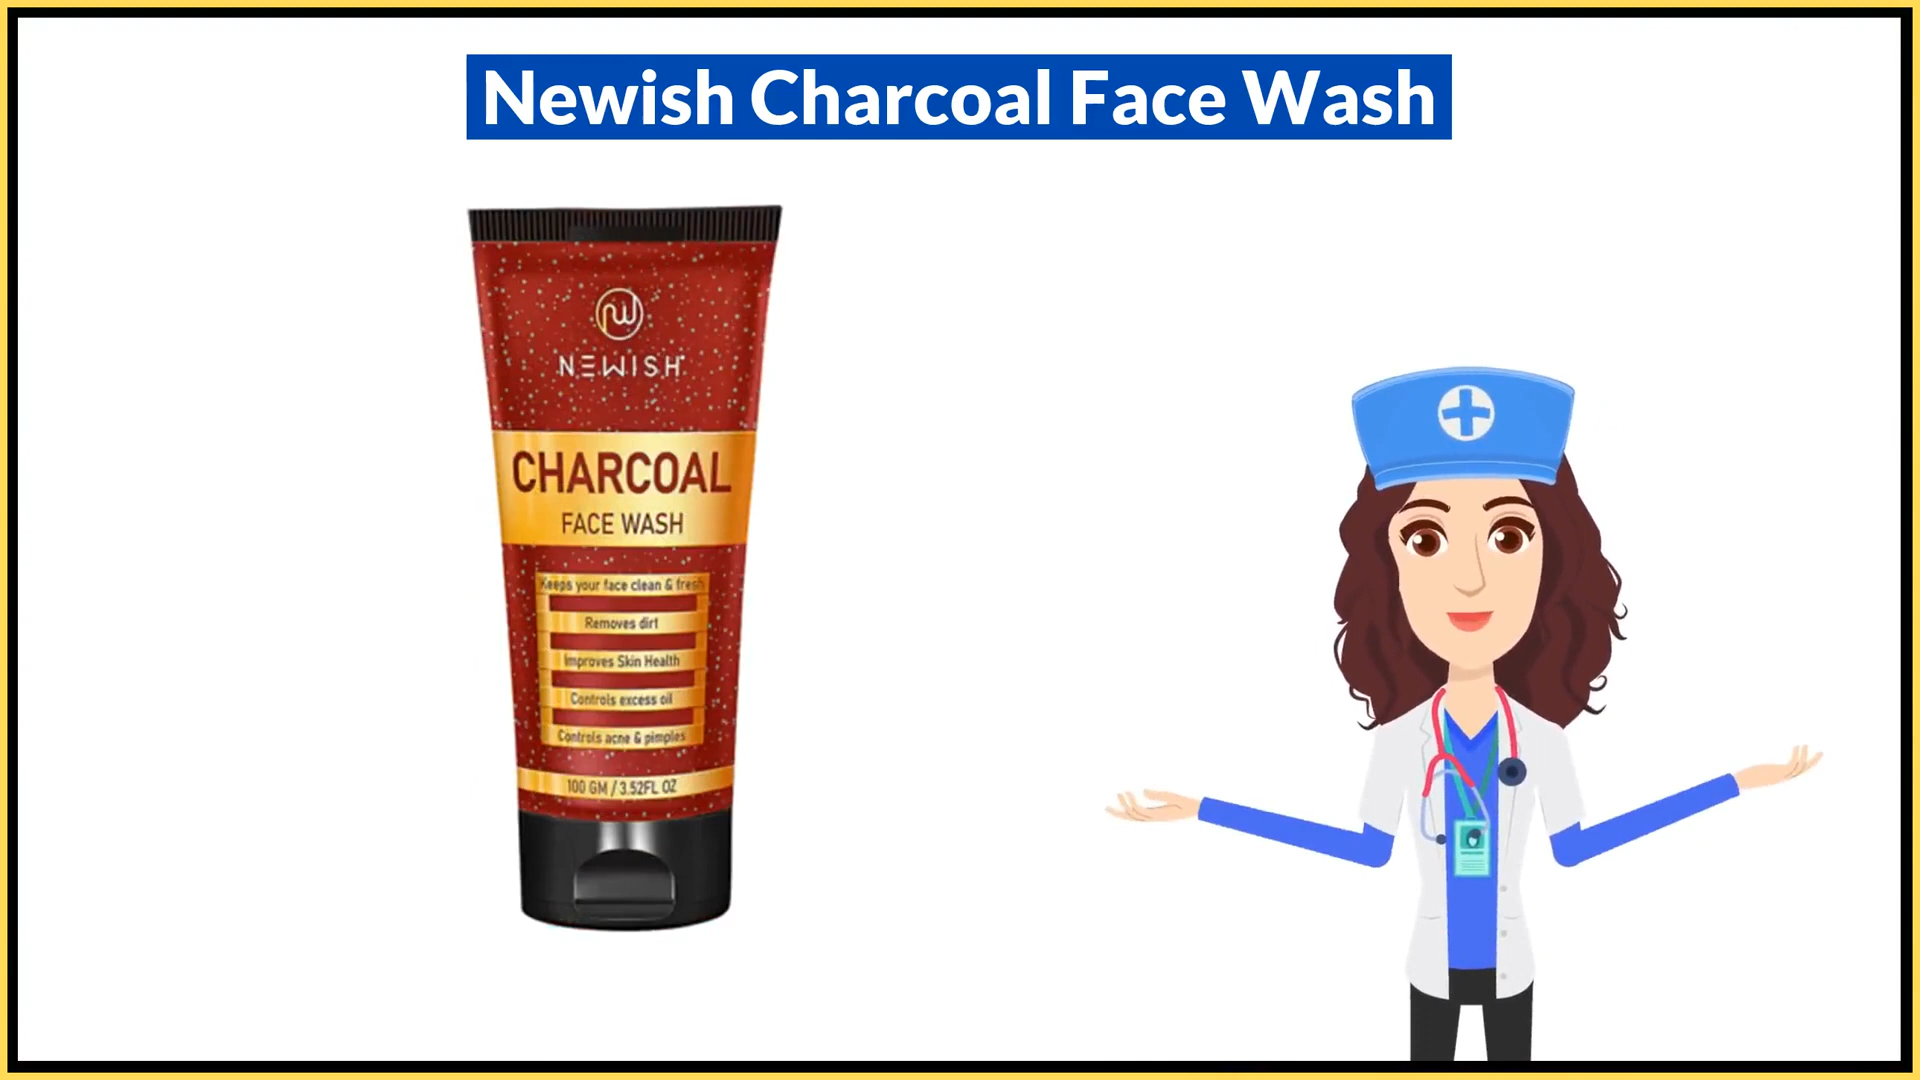 Newish Charcoal Face Wash
NEWISH
CHARCOAL
FACE WASH
Keeps your face clean & fresh
Removes dirt
Improves Skin Health
Controls excess oil
Controls acne & pimples
100 GM / 3.52FL OZ